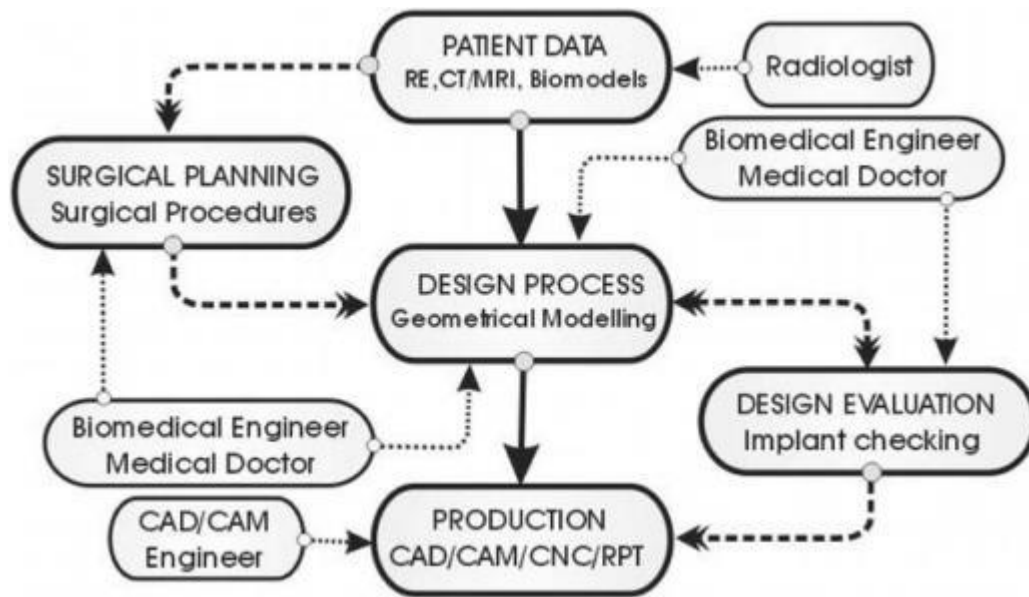 PATIENT DATA
RE,CT/MRI, Biomodels
Radiologist
Biomedical Engineer
Medical Doctor
SURGICAL PLANNING
Surgical Procedures
DESIGN PROCESS
Geometrical Modelling
Biomedical Engineer
Medical Doctor
DESIGN EVALUATION
Implant checking
CAD/CAM
Engineer
PRODUCTION
CAD/CAM/CNC/RPT